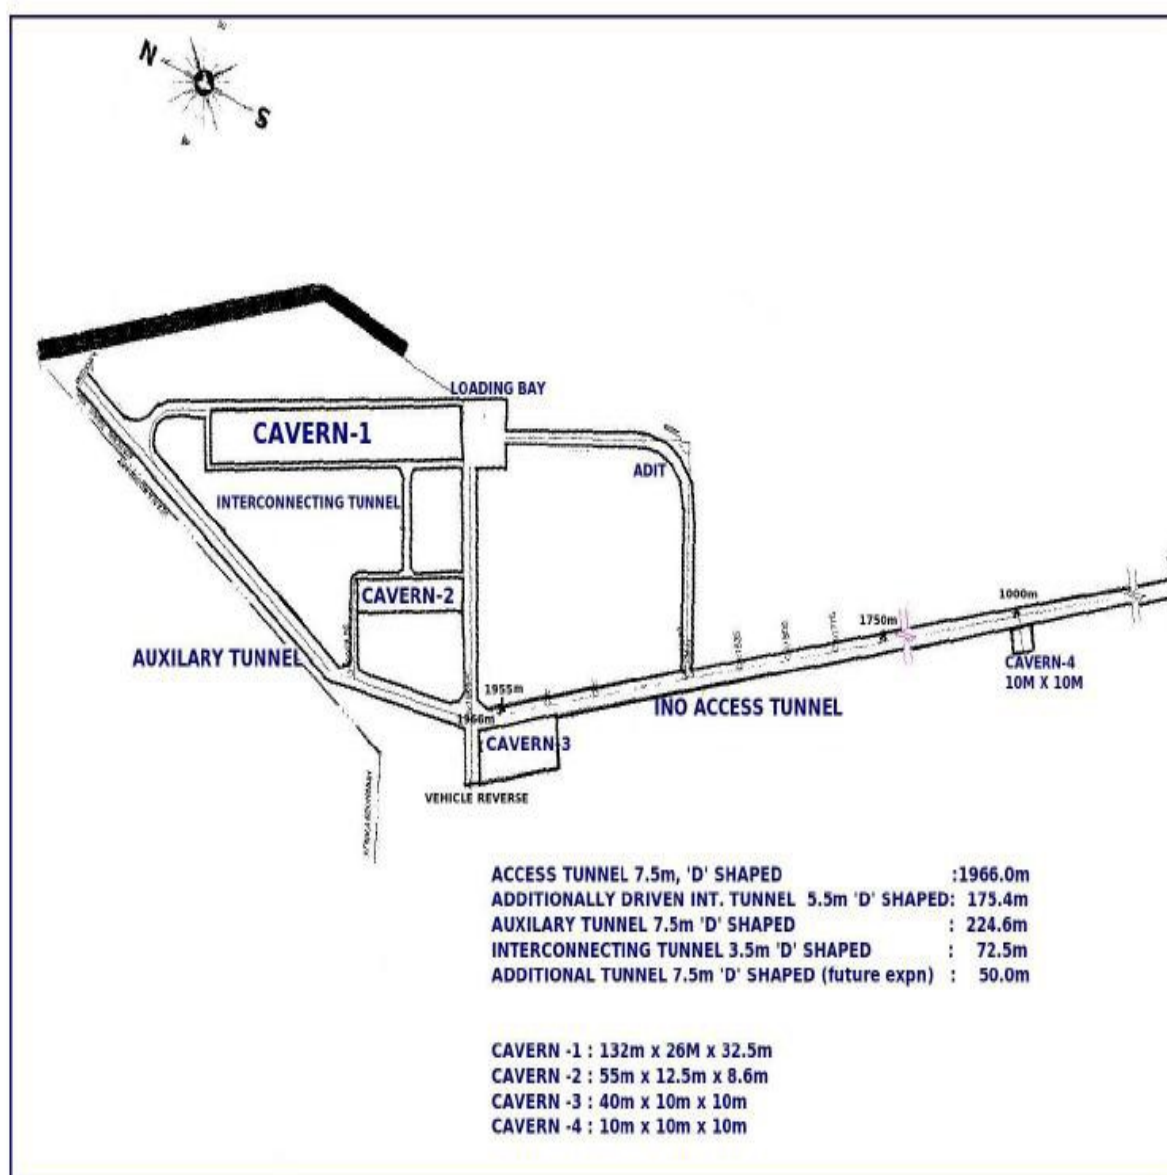 N
S
LOADING BAY
CAVERN-1
ADIT
INTERCONNECTING TUNNEL
CAVERN-2
1000m
1750m
AUXILARY TUNNEL
CAVERN-4
10M X 10M
1955m
INO ACCESS TUNNEL
1966m
CAVERN-3
VEHICLE REVERSE
ACCESS TUNNEL 7.5m, 'D' SHAPED :1966.0m
ADDITIONALLY DRIVEN INT. TUNNEL 5.5m 'D' SHAPED: 175.4m
AUXILARY TUNNEL 7.5m 'D' SHAPED : 224.6m
INTERCONNECTING TUNNEL 3.5m 'D' SHAPED : 72.5m
ADDITIONAL TUNNEL 7.5m 'D' SHAPED (future expn) : 50.0m
CAVERN -1 : 132m x 26M x 32.5m
CAVERN -2 : 55m x 12.5m x 8.6m
CAVERN -3 : 40m x 10m x 10m
CAVERN -4 : 10m x 10m x 10m